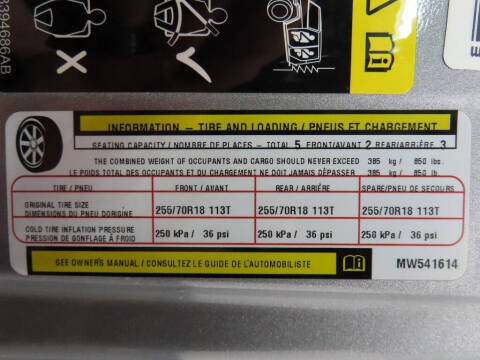 68394686AB
INFORMATION – TIRE AND LOADING / PNEUS ET CHARGEMENT
SEATING CAPACITY / NOMBRE DE PLACES – TOTAL 5 FRONT/AVANT 2 REAR/ARRIÈRE 3
THE COMBINED WEIGHT OF OCCUPANTS AND CARGO SHOULD NEVER EXCEED 385 kg / 850 lbs.
LE POIDS TOTAL DES OCCUPANTS ET DU CHARGEMENT NE DOIT JAMAIS DÉPASSER 385 kg / 850 lb.
TIRE / PNEU FRONT / AVANT REAR / ARRIÉRE SPARE/PNEU DE SECOURS
ORIGINAL TIRE SIZE
DIMENSIONS DU PNEU DORIGINE 255/70R18 113T 255/70R18 113T 255/70R18 113T
COLD TIRE INFLATION PRESSURE
PRESSION DE GONFLAGE À FROID 250 kPa / 36 psi 250 kPa / 36 psi 250 kPa / 36 psi
SEE OWNERS MANUAL / CONSULTEZ LE GUIDE DE L'AUTOMOBILISTE MW541614